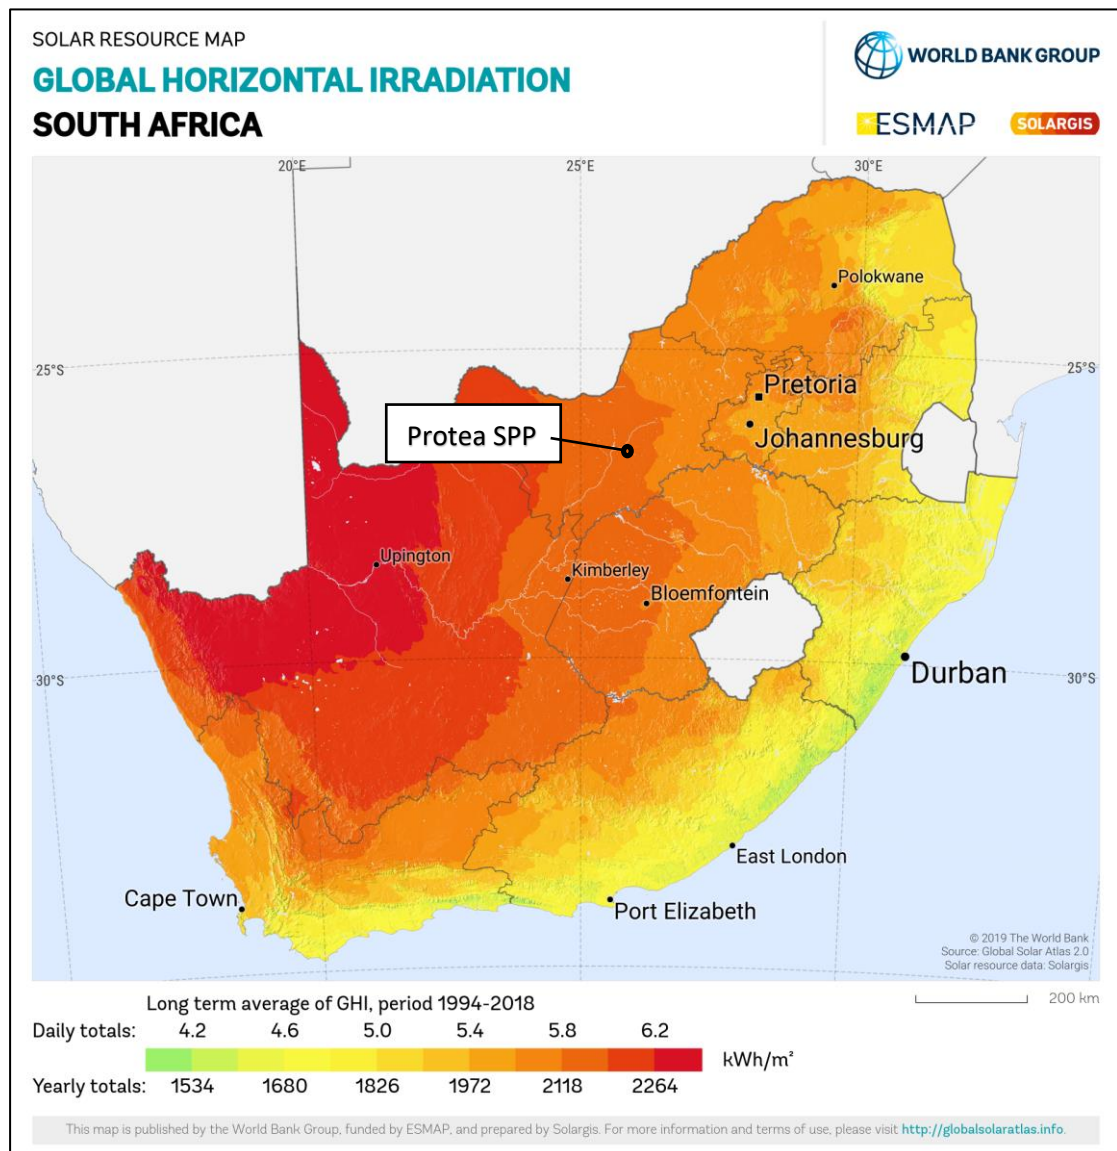 SOLAR RESOURCE MAP
GLOBAL HORIZONTAL IRRADIATION
SOUTH AFRICA
WORLD BANK GROUP
ESMAP
SOLARGIS
20°E
25°E
30°E
Polokwane
25°S
25°S
Pretoria
Protea SPP
Johannesburg
Upington
Kimberley
Bloemfontein
Durban
30°S
30°S
East London
Cape Town
Port Elizabeth
© 2019 The World Bank
Source: Global Solar Atlas 2.0
Solar resource data: Solargis
200 km
Long term average of GHI, period 1994-2018
Daily totals: 4.2 4.6 5.0 5.4 5.8 6.2
kWh/m²
Yearly totals: 1534 1680 1826 1972 2118 2264
This map is published by the World Bank Group, funded by ESMAP, and prepared by Solargis. For more information and terms of use, please visit http://globalsolaratlas.info.